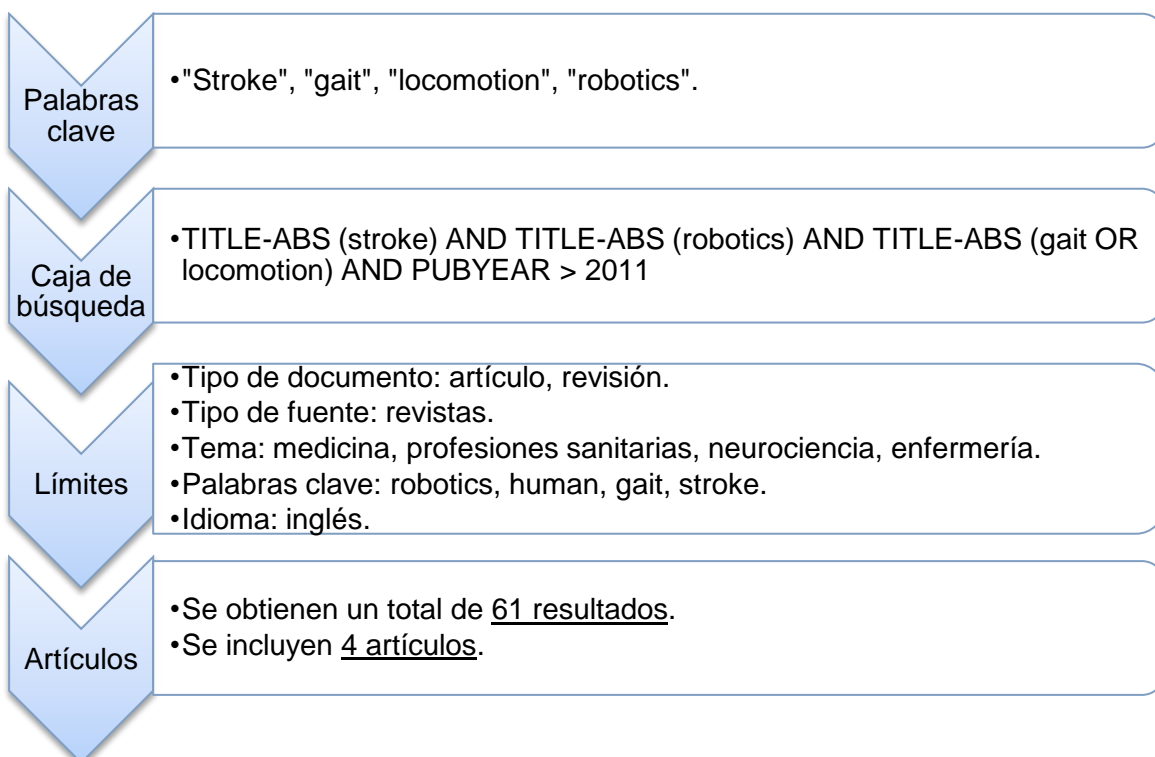 Palabras
clave
•"Stroke", "gait", "locomotion", "robotics".
Caja de
búsqueda
•TITLE-ABS (stroke) AND TITLE-ABS (robotics) AND TITLE-ABS (gait OR
locomotion) AND PUBYEAR > 2011
Límites
•Tipo de documento: artículo, revisión.
•Tipo de fuente: revistas.
•Tema: medicina, profesiones sanitarias, neurociencia, enfermería.
•Palabras clave: robotics, human, gait, stroke.
•Idioma: inglés.
Artículos
•Se obtienen un total de 61 resultados.
•Se incluyen 4 artículos.